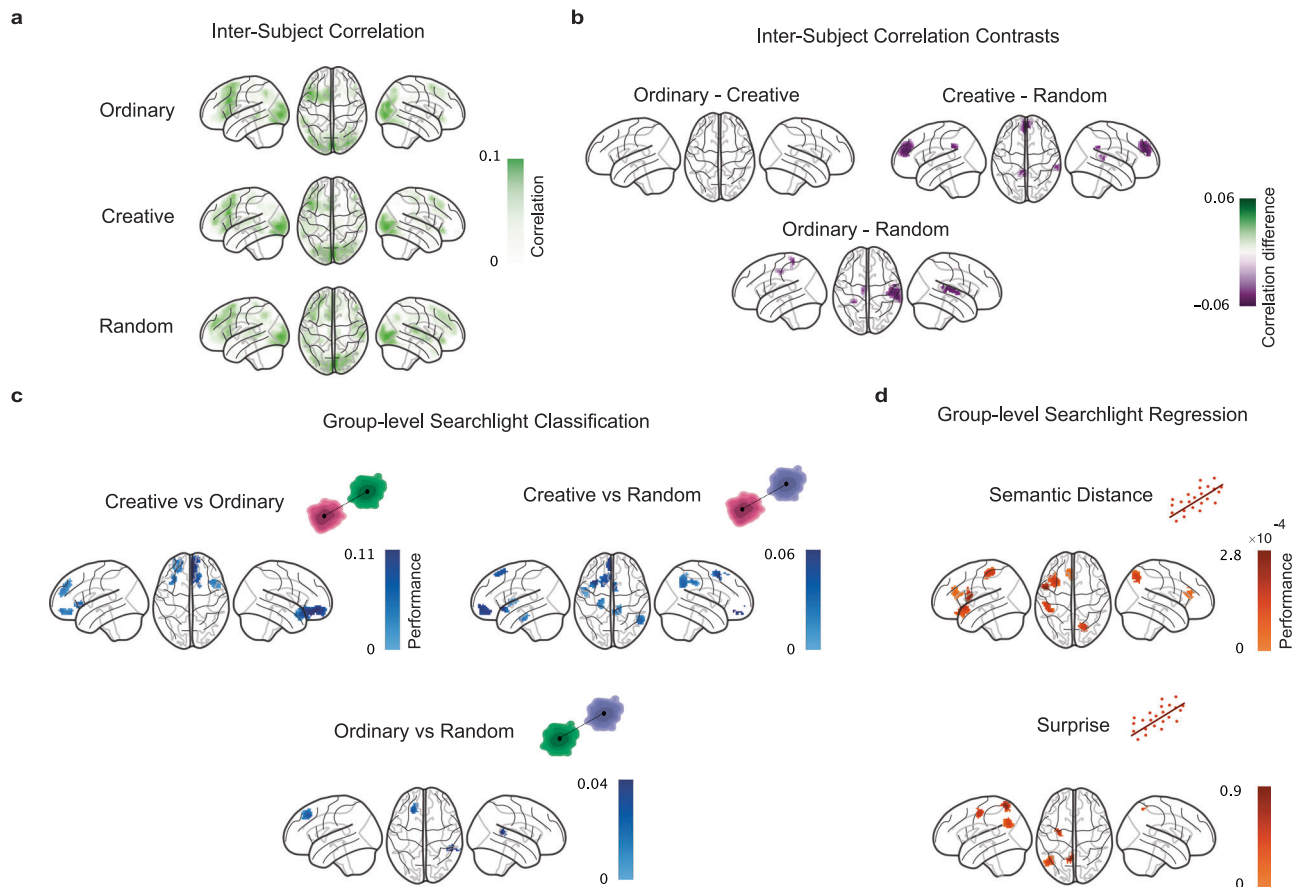 a
Inter-Subject Correlation
Ordinary
Creative
Random
0.1
0
Correlation
b
Inter-Subject Correlation Contrasts
Ordinary - Creative
Creative - Random
Ordinary - Random
0.06
−0.06
Correlation difference
c
Group-level Searchlight Classification
Creative vs Ordinary
0.11
0
Performance
Creative vs Random
0.06
0
Ordinary vs Random
0.04
0
d
Group-level Searchlight Regression
Semantic Distance
×10 -4
2.8
0
Performance
Surprise
0.9
0